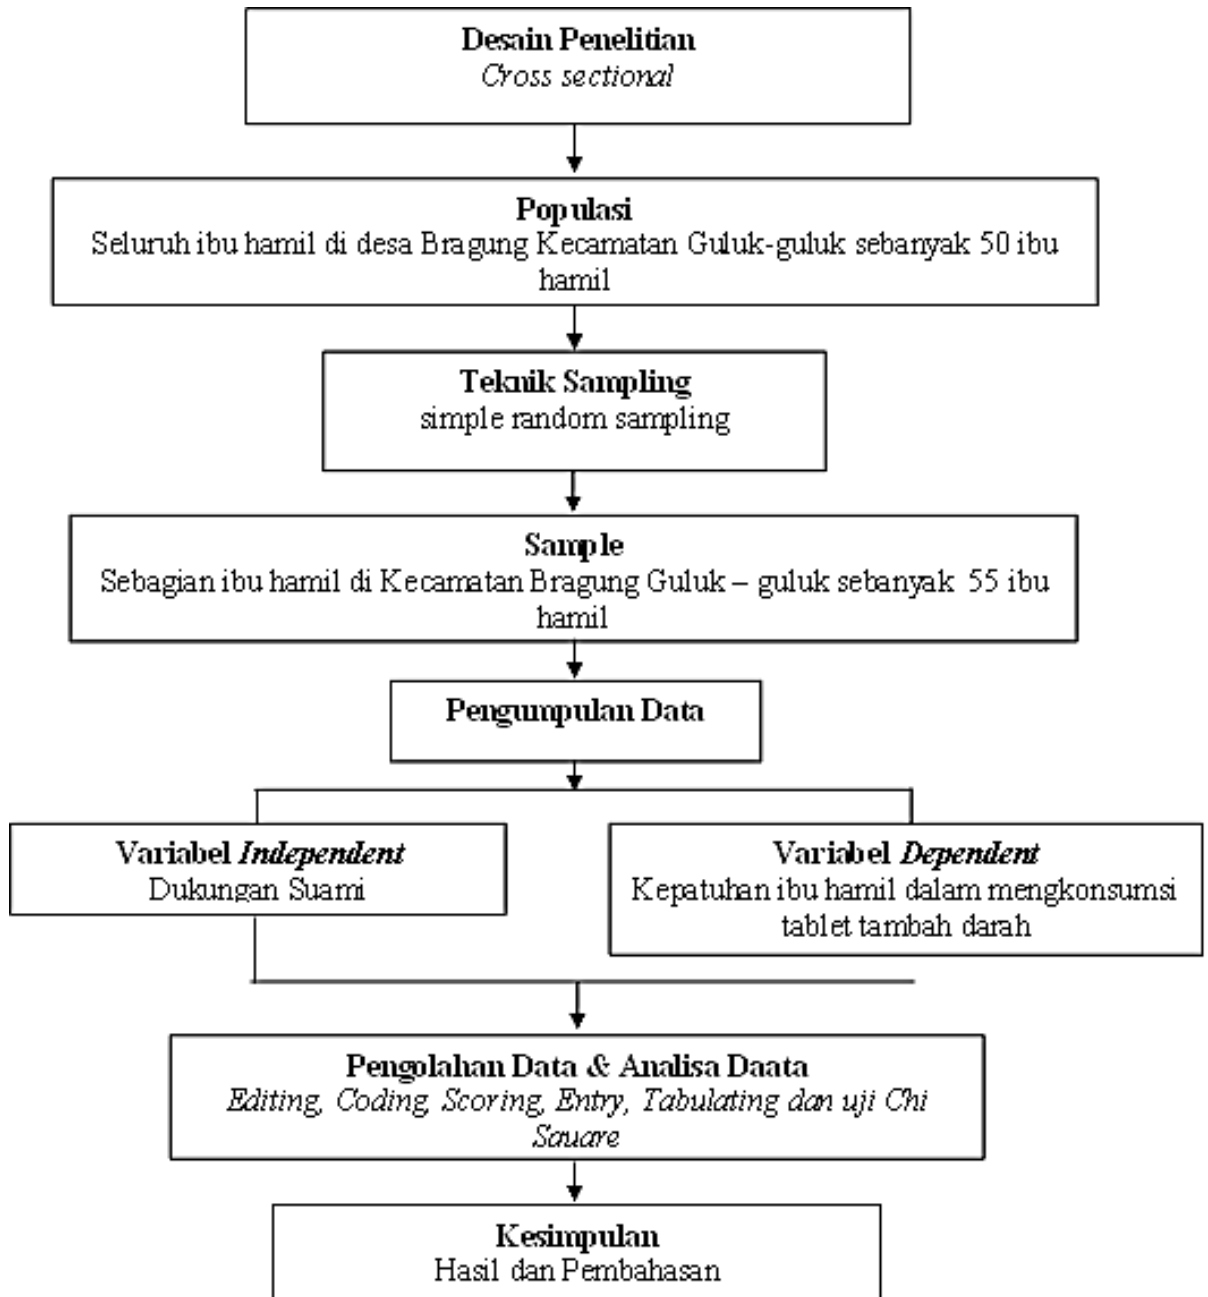 Desain Penelitian
Cross sectional
Populasi
Seluruh ibu hamil di desa Bragung Kecamatan Guluk-guluk sebanyak 50 ibu
hamil
Teknik Sampling
simple random sampling
Sample
Sebagian ibu hamil di Kecamatan Bragung Guluk – guluk sebanyak 55 ibu
hamil
Pengumpulan Data
Variabel Independent
Dukungan Suami
Variabel Dependent
Kepatuhan ibu hamil dalam mengkonsumsi
tablet tambah darah
Pengolahan Data & Analisa Daata
Editing, Coding, Scoring, Entry, Tabulating dan uji Chi
Square
Kesimpulan
Hasil dan Pembahasan